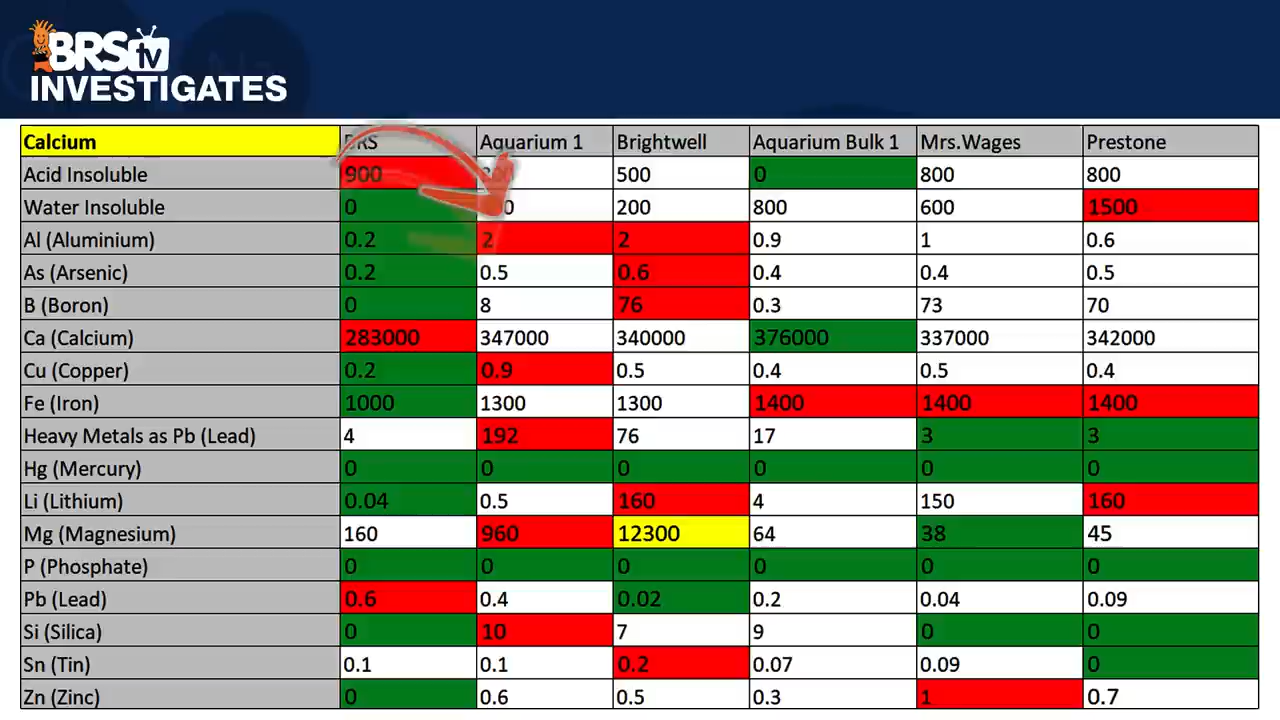 BRS tv
INVESTIGATES
Calcium BRS Aquarium 1 Brightwell Aquarium Bulk 1 Mrs.Wages Prestone
Acid Insoluble 900 500 0 800 800
Water Insoluble 0 200 800 600 1500
Al (Aluminium) 0.2 2 2 0.9 1 0.6
As (Arsenic) 0.2 0.5 0.6 0.4 0.4 0.5
B (Boron) 0 8 76 0.3 73 70
Ca (Calcium) 283000 347000 340000 376000 337000 342000
Cu (Copper) 0.2 0.9 0.5 0.4 0.5 0.4
Fe (Iron) 1000 1300 1300 1400 1400 1400
Heavy Metals as Pb (Lead) 4 192 76 17 3 3
Hg (Mercury) 0 0 0 0 0 0
Li (Lithium) 0.04 0.5 160 4 150 160
Mg (Magnesium) 160 960 12300 64 38 45
P (Phosphate) 0 0 0 0 0 0
Pb (Lead) 0.6 0.4 0.02 0.2 0.04 0.09
Si (Silica) 0 10 7 9 0 0
Sn (Tin) 0.1 0.1 0.2 0.07 0.09 0
Zn (Zinc) 0 0.6 0.5 0.3 1 0.7